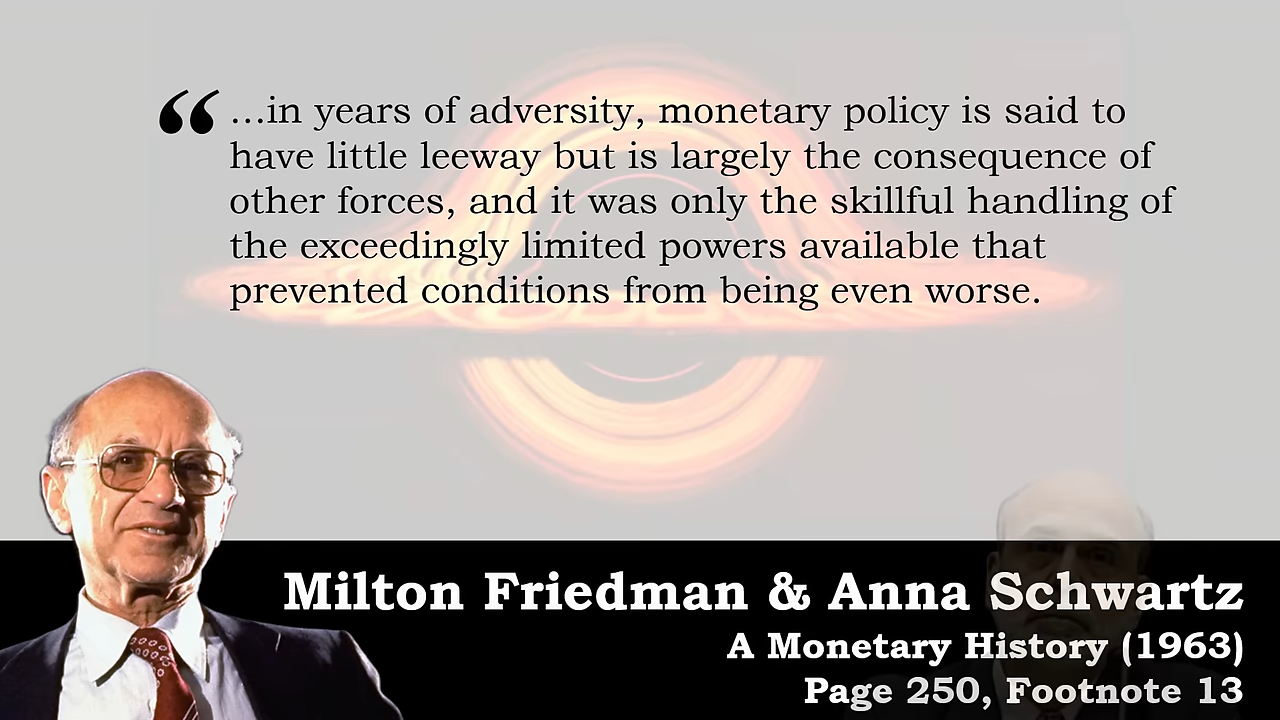 “ ...in years of adversity, monetary policy is said to
have little leeway but is largely the consequence of
other forces, and it was only the skillful handling of
the exceedingly limited powers available that
prevented conditions from being even worse.
Milton Friedman & Anna Schwartz
A Monetary History (1963)
Page 250, Footnote 13